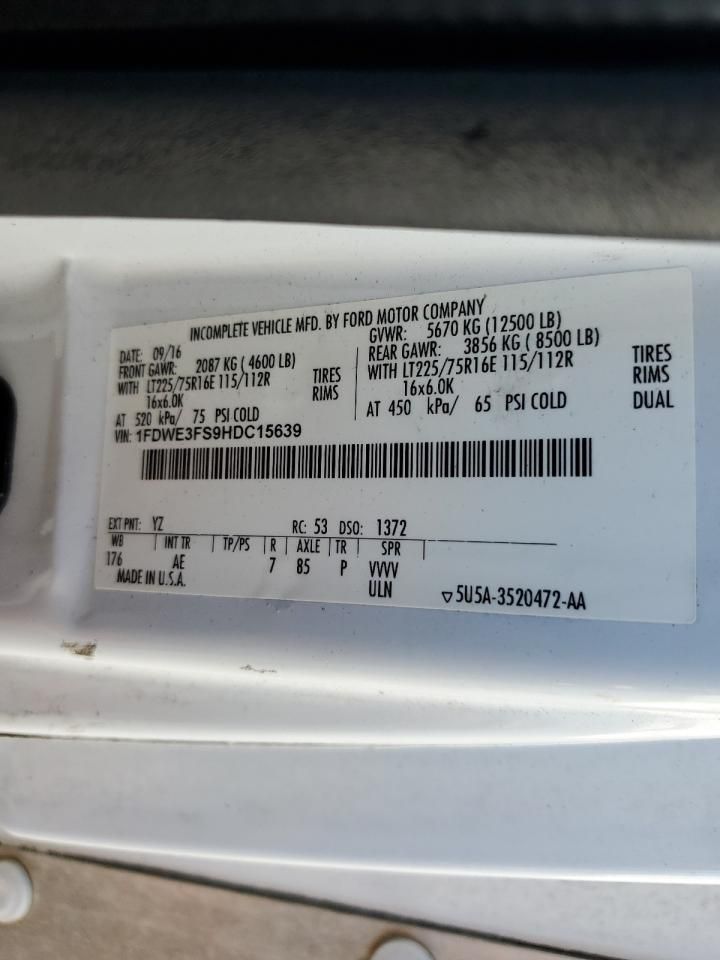 INCOMPLETE VEHICLE MFD. BY FORD MOTOR COMPANY
DATE: 09/16 GVWR: 5670 KG (12500 LB)
FRONT GAWR: 2087 KG ( 4600 LB) REAR GAWR: 3856 KG ( 8500 LB)
WITH LT225/75R16E 115/112R TIRES WITH LT225/75R16E 115/112R TIRES
16x6.0K RIMS 16x6.0K RIMS
AT 520 kPa/ 75 PSI COLD AT 450 kPa/ 65 PSI COLD DUAL
VIN: 1FDWE3FS9HDC15639
EXT PNT: YZ RC: 53 DSO: 1372
WB | INT TR | TP/PS | R | AXLE | TR | SPR |
176 AE 7 85 P VVVV
MADE IN U.S.A. ULN ▽5U5A-3520472-AA